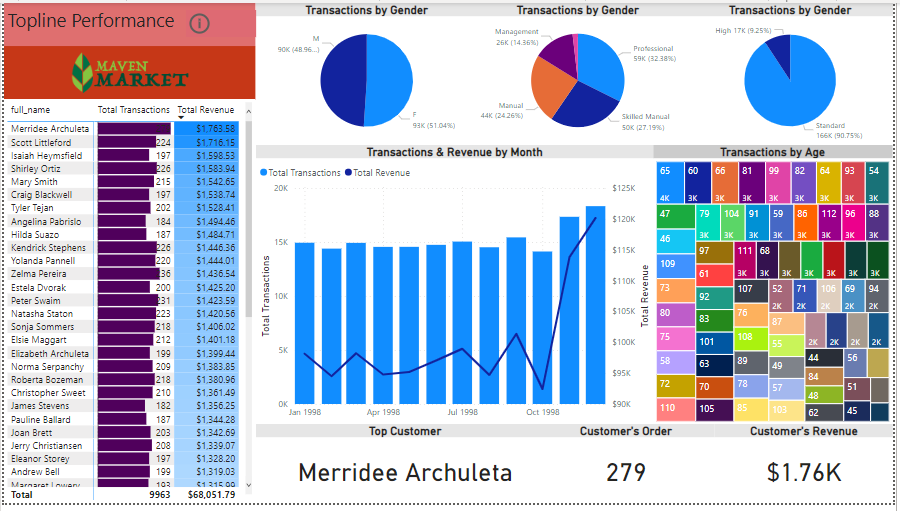 Topline Performance
MAVEN
MARKET
full_name Total Transactions Total Revenue
Merridee Archuleta $1,763.58
Scott Littleford 224 $1,716.15
Isaiah Heymsfield 197 $1,598.53
Shirley Ortiz 226 $1,583.94
Mary Smith 215 $1,542.65
Craig Blackwell 197 $1,538.74
Tyler Tejan 202 $1,528.41
Angelina Pabrislo 184 $1,494.46
Hilda Suazo 187 $1,484.71
Kendrick Stephens 226 $1,446.36
Yolanda Pannell 220 $1,444.01
Zelma Pereira 36 $1,436.54
Estela Dvorak 200 $1,425.20
Peter Swaim 231 $1,423.59
Natasha Staton 223 $1,420.56
Sonja Sommers 218 $1,406.02
Elsie Maggart 212 $1,401.18
Elizabeth Archuleta 199 $1,399.44
Norma Serpanchy 209 $1,383.85
Roberta Bozeman 218 $1,380.96
Christopher Sweet 210 $1,361.49
James Stevens 182 $1,356.25
Pauline Ballard 187 $1,344.28
Joan Brett 203 $1,342.69
Jerry Christiansen 208 $1,339.07
Eleanor Storey 197 $1,328.20
Andrew Bell 199 $1,319.03
Margaret Lowery 193 $1,315.99
Total 9963 $68,051.79
Transactions by Gender
M
90K (48.96...)
F
93K (51.04%)
Transactions by Gender
Management
26K (14.36%)
Professional
59K (32.38%)
Manual
44K (24.26%)
Skilled Manual
50K (27.19%)
Transactions by Gender
High 17K (9.25%)
Standard
166K (90.75%)
Transactions & Revenue by Month
Total Transactions Total Revenue
Total Transactions
20K
15K
10K
5K
0K
Jan 1998 Apr 1998 Jul 1998 Oct 1998
$125K
$120K
$115K
$110K
$105K
$100K
$95K
$90K
Total Revenue
Transactions by Age
65 60 66 81 99 82 64 93 54
4K 3K 3K 3K 3K 3K 3K 3K 3K
47 79 104 91 59 86 112 96 88
3K 3K 3K 3K 3K 3K 3K 3K
46 97 111 68
3K 3K 3K 3K 3K 3K 3K
109 61
73 92 107 52 71 106 69 94
2K 2K 2K 2K 2K
80 83 76 87
2K 2K 2K 2K
75 101 108 55
58 63 89 49 44 56
84
72 70 78 57 48 51
110 105 85 103 62 45
Top Customer
Merridee Archuleta
Customer's Order
279
Customer's Revenue
$1.76K